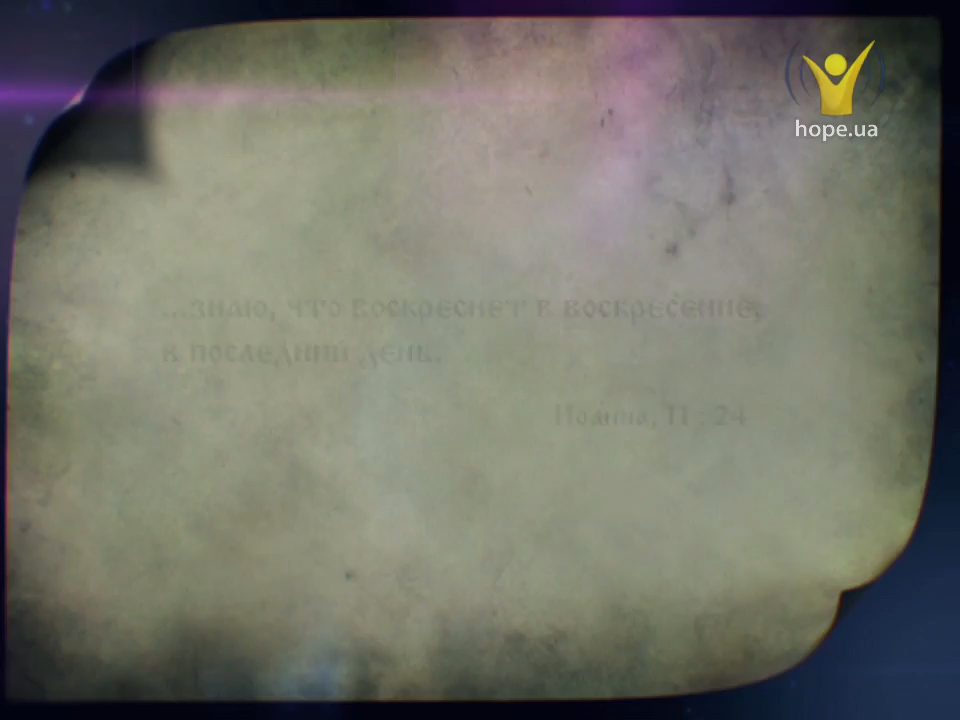 hope.ua
...знаю, что воскреснет в воскресение,
в последний день.
Иоанна, 11 : 24